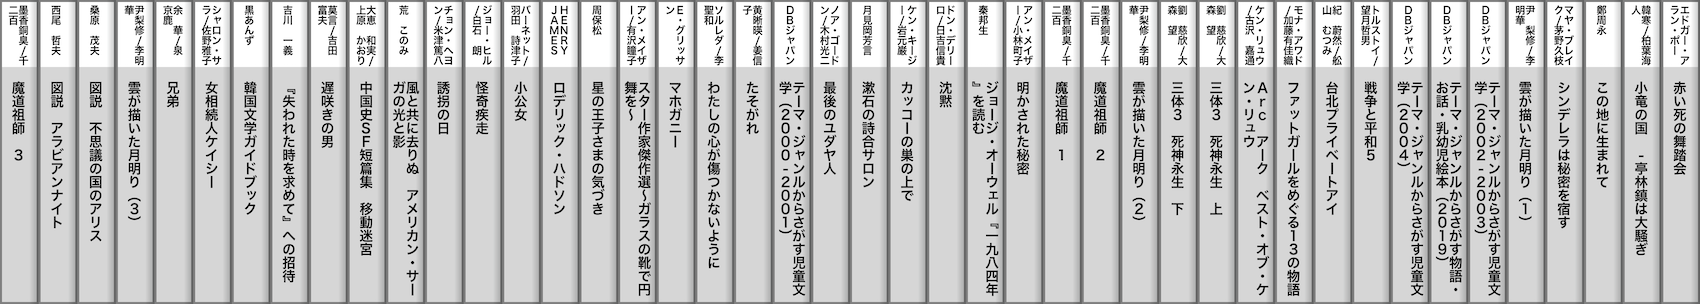 エドガー・ア
ラン・ポー
赤い死の舞踏会
韓寒/柏葉海
人
小竜の国 -亭林鎮は大騒ぎ
鄭周永
この地に生まれて
マヤ・ブレイ
ク/茅野久枝
シンデレラは秘密を宿す
尹 梨修/李
明華
雲が描いた月明り（１）
ＤＢジャパン
テーマ・ジャンルからさがす児童文
学（２００２-２００３）
ＤＢジャパン
テーマ・ジャンルからさがす物語・
お話・乳幼児絵本（２０１９）
ＤＢジャパン
テーマ・ジャンルからさがす児童文
学（２００４）
トルストイ/
望月哲男
戦争と平和５
紀 蔚然/舩
山 むつみ
台北プライベートアイ
モナ・アワド
/加藤有佳織
ファットガールをめぐる１３の物語
ケン・リュウ
/古沢 嘉通
Ａｒｃ アーク ベスト・オブ・ケ
ン・リュウ
劉 慈欣/大
森 望
三体３ 死神永生 上
劉 慈欣/大
森 望
三体３ 死神永生 下
尹梨修/李明
華
雲が描いた月明り（２）
墨香銅臭/千
二百
魔道祖師 ２
墨香銅臭/千
二百
魔道祖師 １
アン・メイザ
ー/小林町子
明かされた秘密
秦邦生
ジョージ・オーウェル『一九八四年
』を読む
ドン・デリー
ロ/日吉信貴
沈黙
ケン・キージ
ー/岩元巌
カッコーの巣の上で
月見岡芳言
漱石の詩合サロン
ノア・ゴード
ン/木村光二
最後のユダヤ人
ＤＢジャパン
テーマ・ジャンルからさがす児童文
学（２０００-２００１）
黄晳暎/姜信
子
たそがれ
ソルレダ/李
聖和
わたしの心が傷つかないように
Ｅ・グリッサ
ン
マホガニー
アン・メイザ
ー/有沢瞳子
スター作家傑作選〜ガラスの靴で円
舞を〜
周保松
星の王子さまの気づき
ＨＥＮＲＹ
ＪＡＭＥＳ
ロデリック・ハドソン
バーネット/
羽田 詩津子
小公女
ジョー・ヒル
/白石 朗
怪奇疾走
チョン・ヘヨ
ン/米津篤八
誘拐の日
荒 このみ
風と共に去りぬ アメリカン・サー
ガの光と影
大恵 和実/
上原 かおり
中国史ＳＦ短篇集 移動迷宮
莫言/吉田
富夫
遅咲きの男
吉川 一義
『失われた時を求めて』への招待
黒あんず
韓国文学ガイドブック
シャロン・サ
ラ/佐野雅子
女相続人ケイシー
余 華/泉
京鹿
兄弟
尹梨修/李明
華
雲が描いた月明り（３）
桑原 茂夫
図説 不思議の国のアリス
西尾 哲夫
図説 アラビアンナイト
墨香銅臭/千
二百
魔道祖師 ３